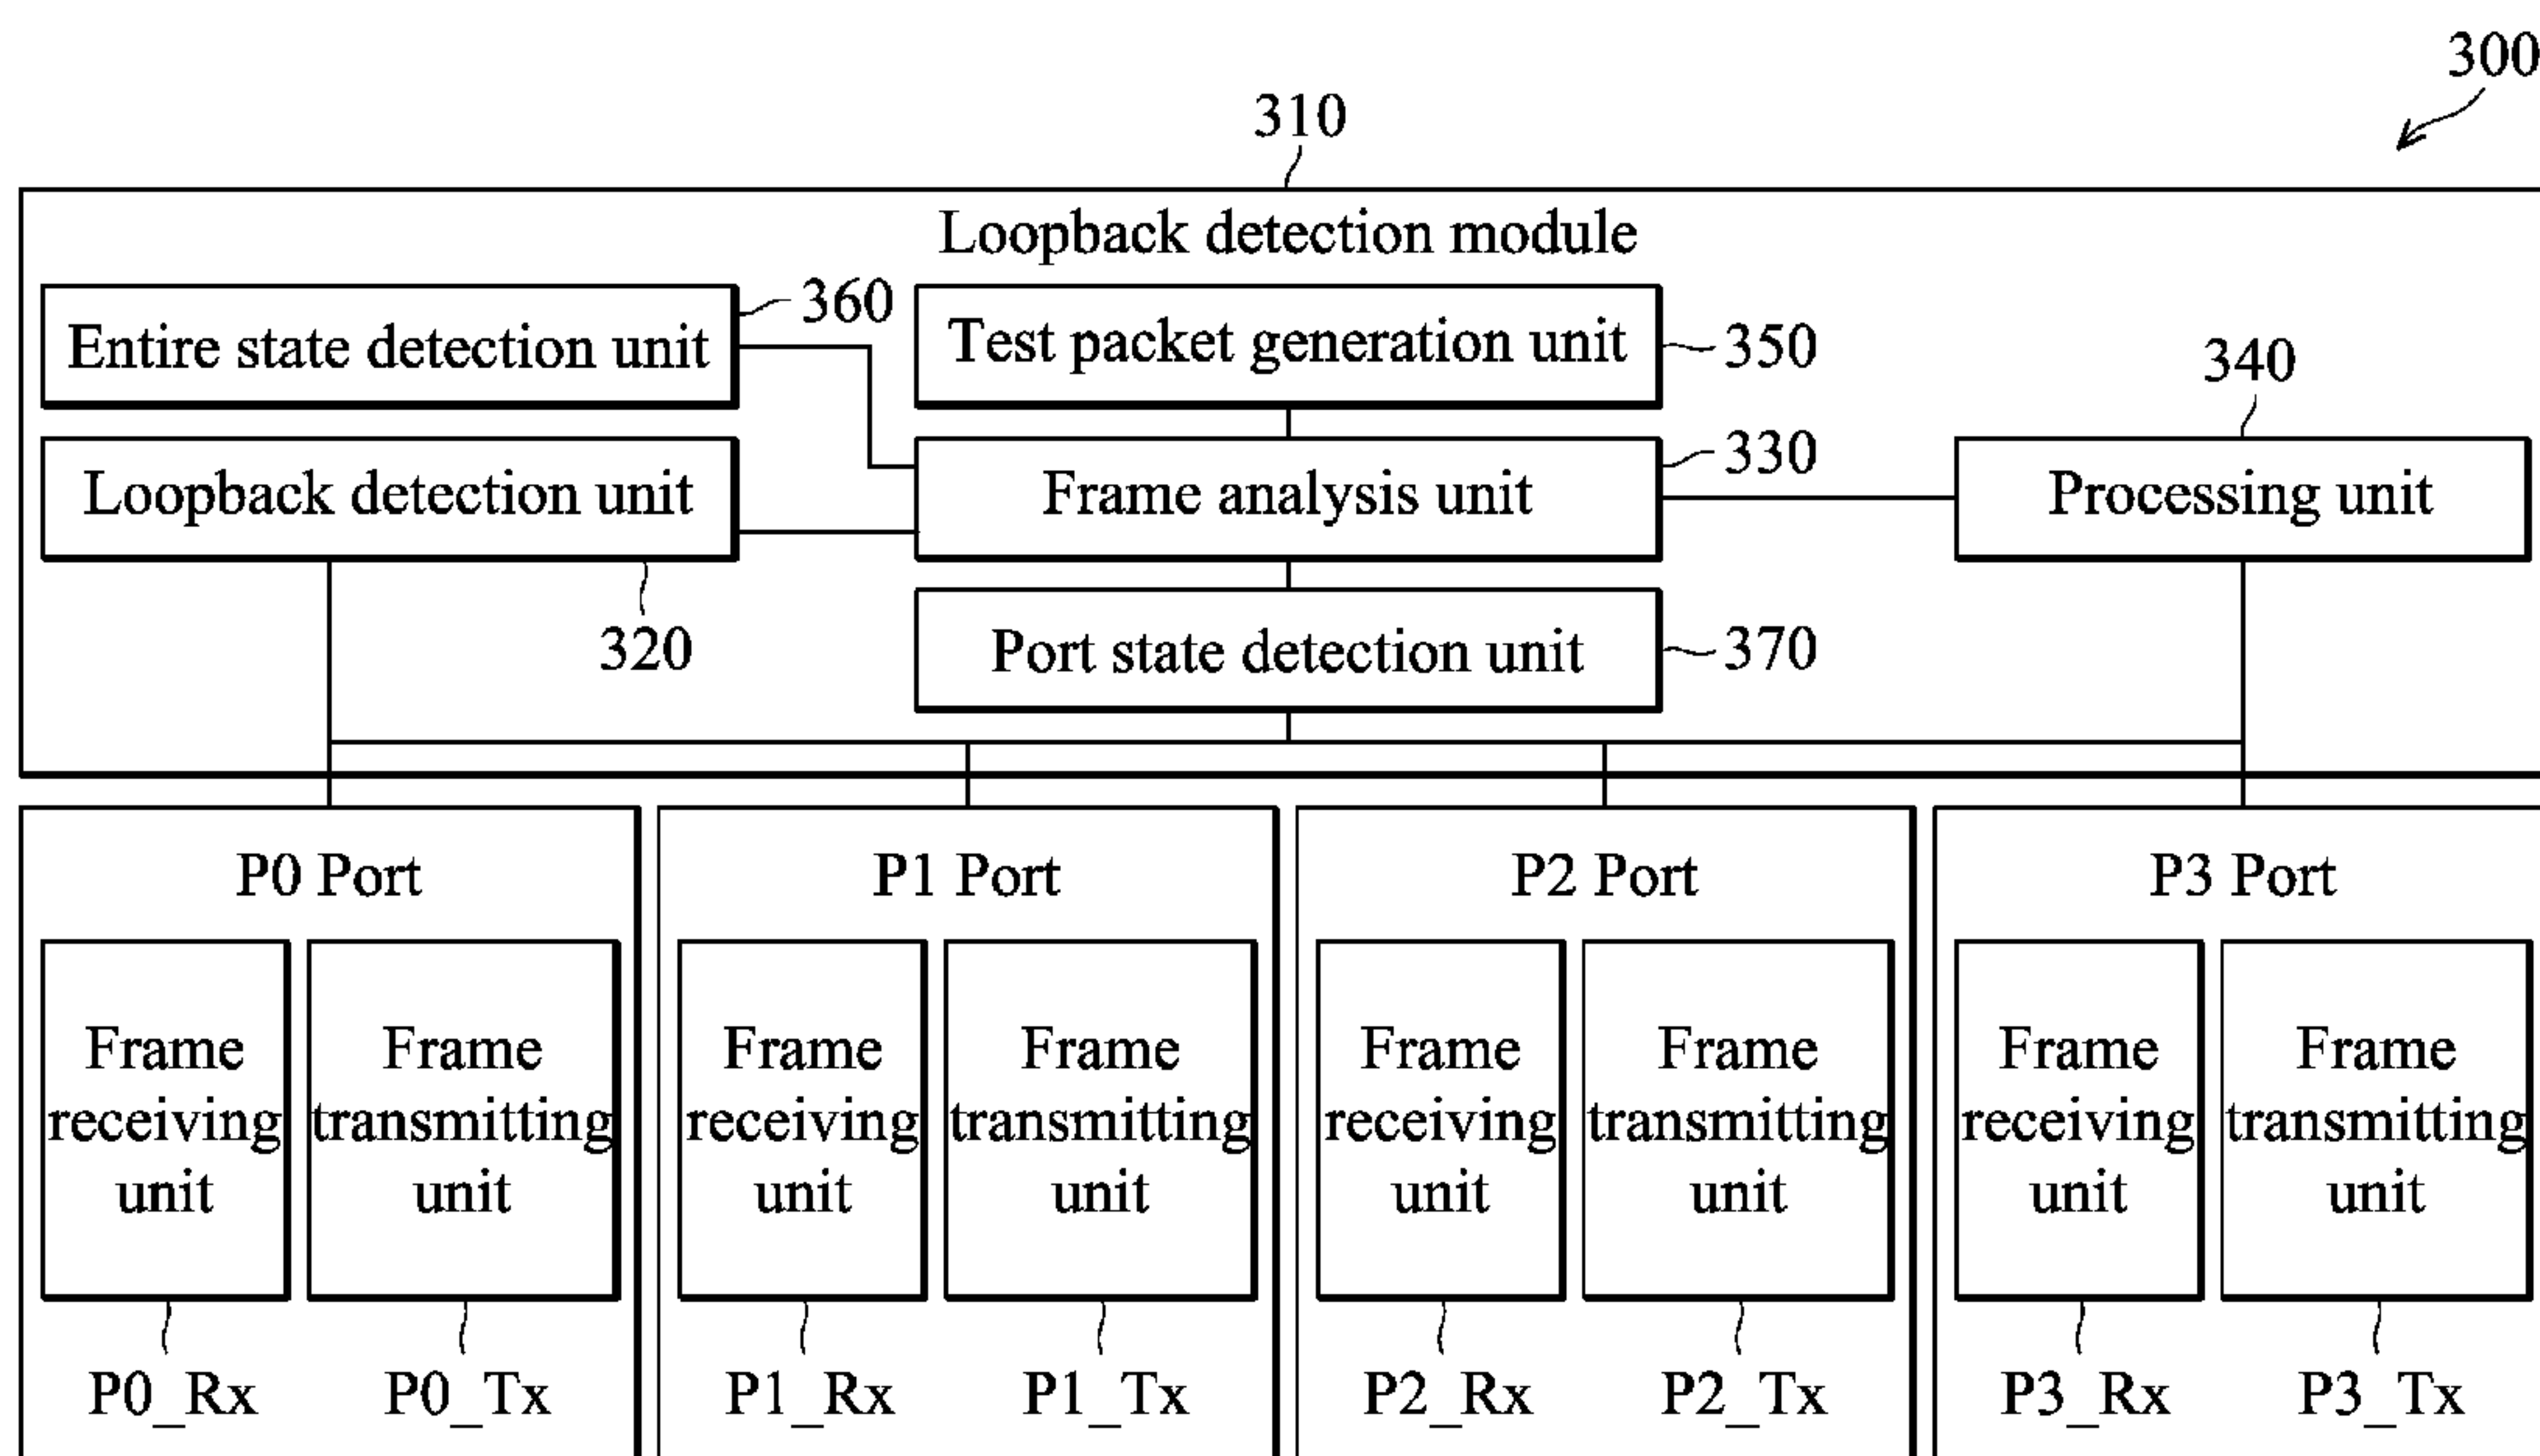 300
310
Loopback detection module
Entire state detection unit
360
Test packet generation unit
350
340
Loopback detection unit
Frame analysis unit
330
Processing unit
320
Port state detection unit
370
P0 Port
P1 Port
P2 Port
P3 Port
Frame
receiving
unit
Frame
transmitting
unit
Frame
receiving
unit
Frame
transmitting
unit
Frame
receiving
unit
Frame
transmitting
unit
Frame
receiving
unit
Frame
transmitting
unit
P0_Rx
P0_Tx
P1_Rx
P1_Tx
P2_Rx
P2_Tx
P3_Rx
P3_Tx